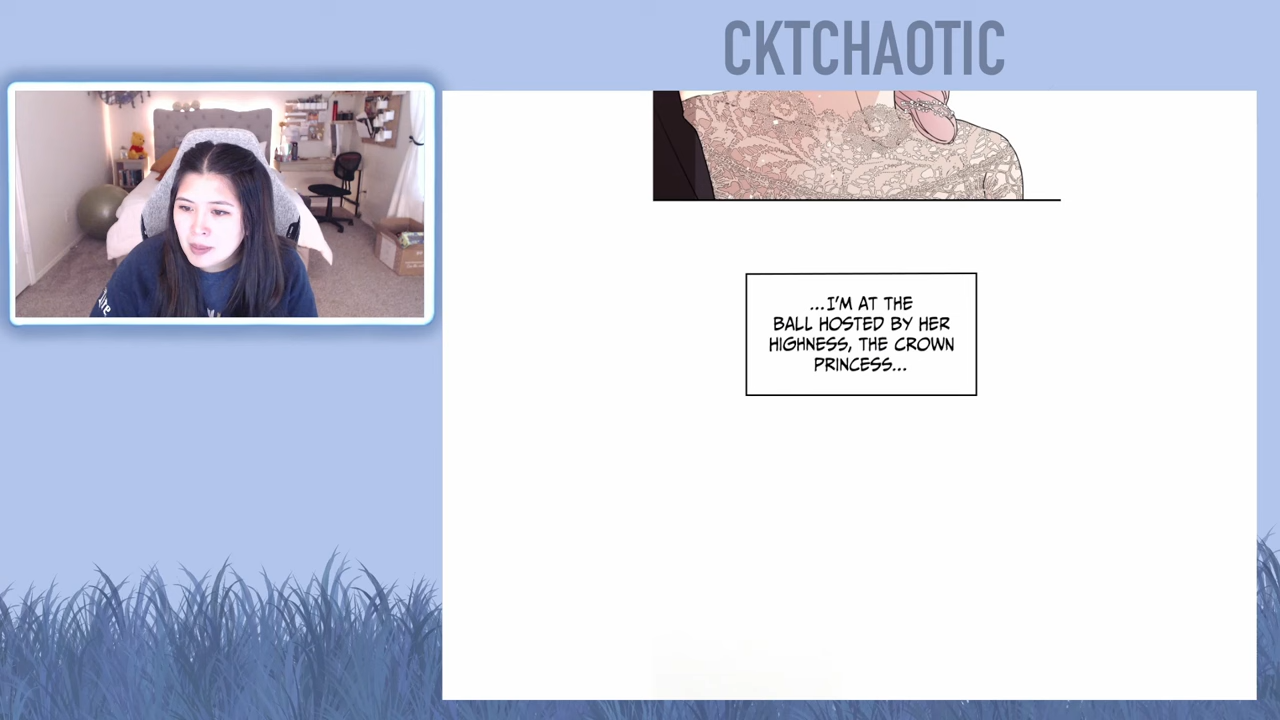 CKTCHAOTIC
...I'M AT THE
BALL HOSTED BY HER
HIGHNESS, THE CROWN
PRINCESS...